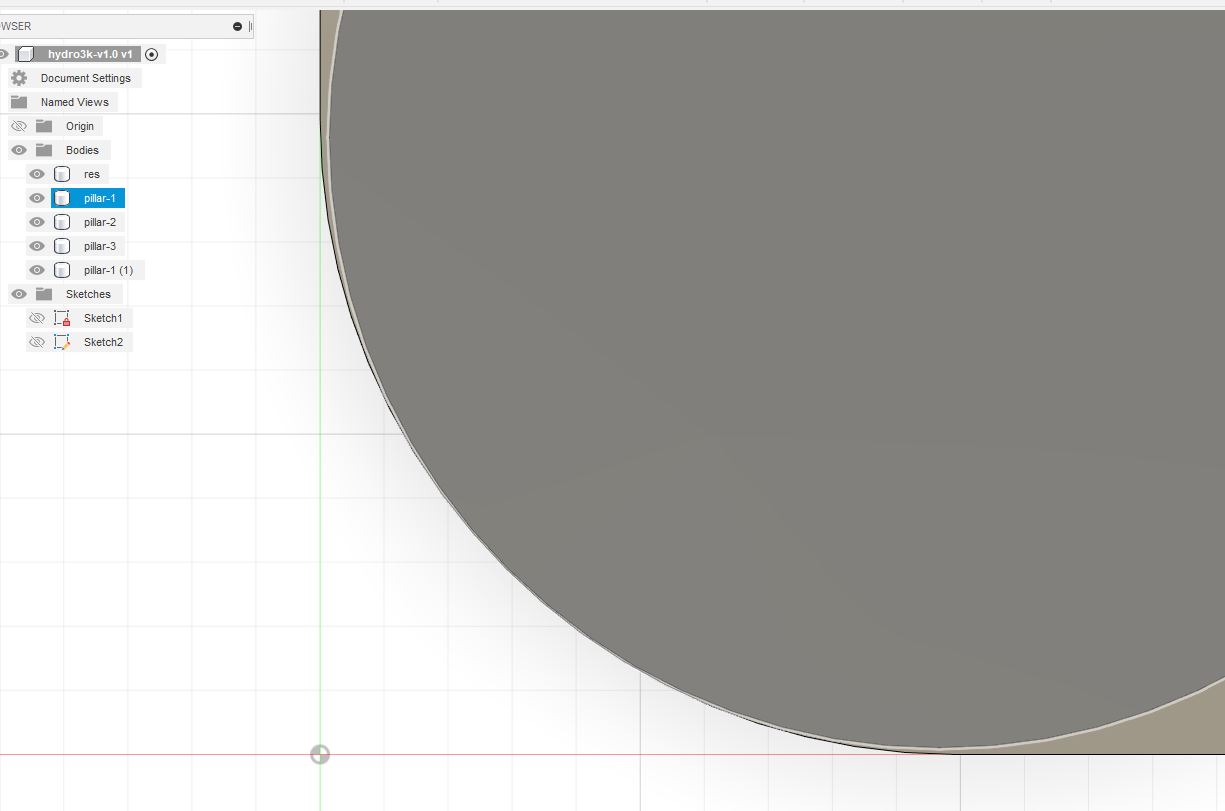 WSER
hydro3k-v1.0 v1
Document Settings
Named Views
Origin
Bodies
res
pillar-1
pillar-2
pillar-3
pillar-1 (1)
Sketches
Sketch1
Sketch2